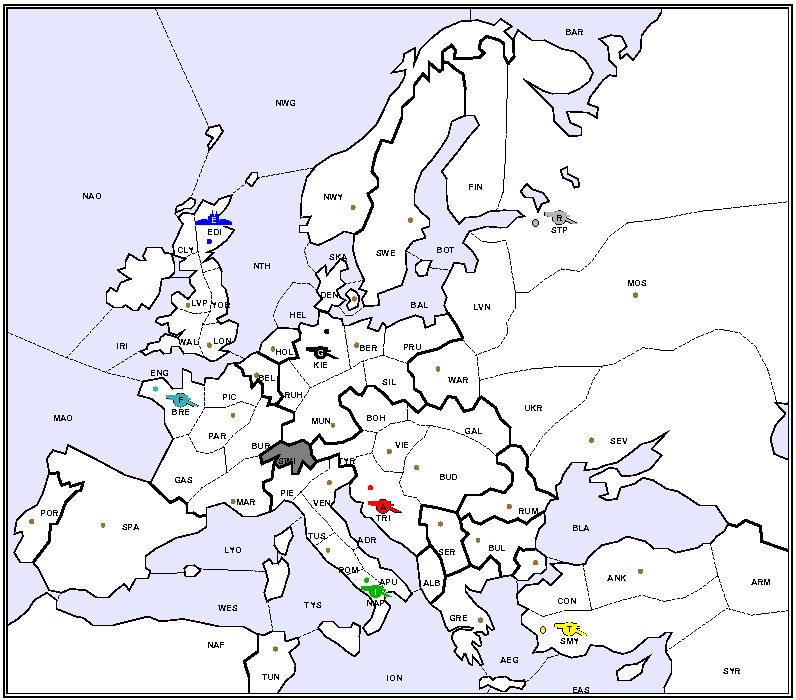 BAR
NWG
NAO
FIN
NWY
E
R
EDI
STP
CLY
SWE
BOT
SKA
NTH
MOS
DEN
LVP
YOR
BAL
LVN
HEL
IRI
WAL
LON
HOL
G
BER
PRU
KIE
ENG
BEL
SIL
WAR
RUH
PIC
F
BRE
UKR
MAO
MUN
BOH
GAL
PAR
BUR
VIE
SEV
SWI
TYR
BUD
GAS
PIE
VEN
MAR
A
RUM
POR
SPA
TRI
BLA
TUS
ADR
LYO
SER
BUL
ROM
APU
ALB
ANK
ARM
I
NAP
CON
WES
TYS
GRE
T
SMY
NAF
AEG
SYR
TUN
ION
EAS